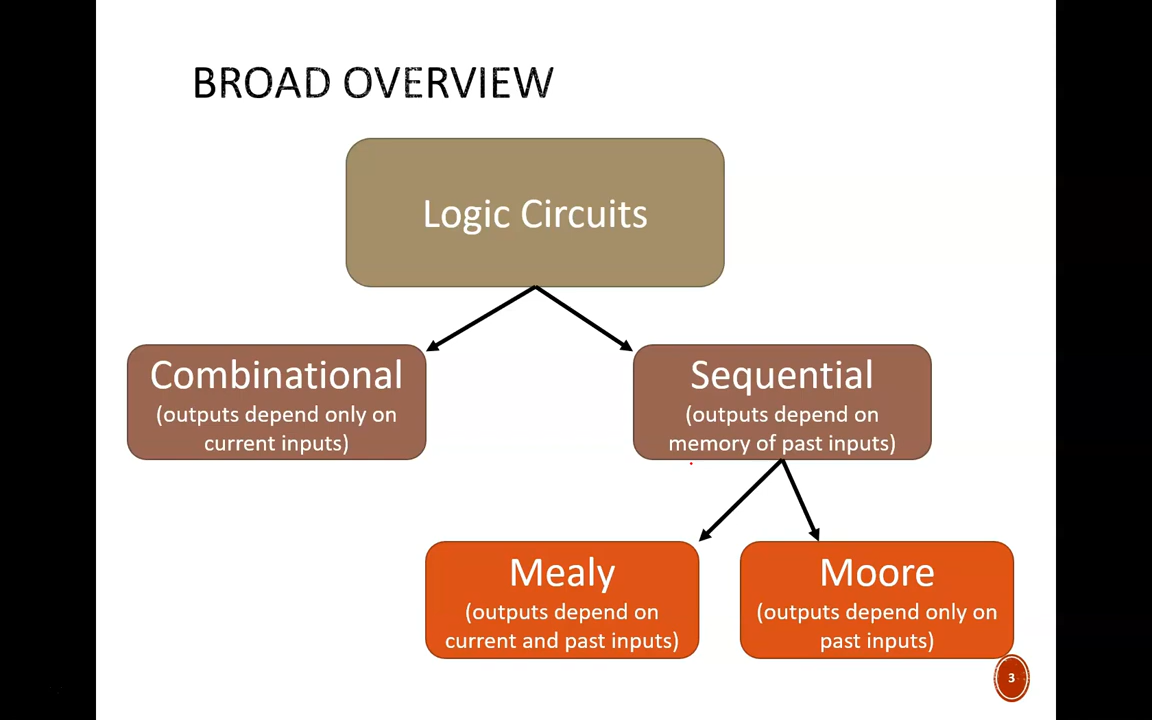 BROAD OVERVIEW
Logic Circuits
Combinational
(outputs depend only on
current inputs)
Sequential
(outputs depend on
memory of past inputs)
Mealy
(outputs depend on
current and past inputs)
Moore
(outputs depend only on
past inputs)
3